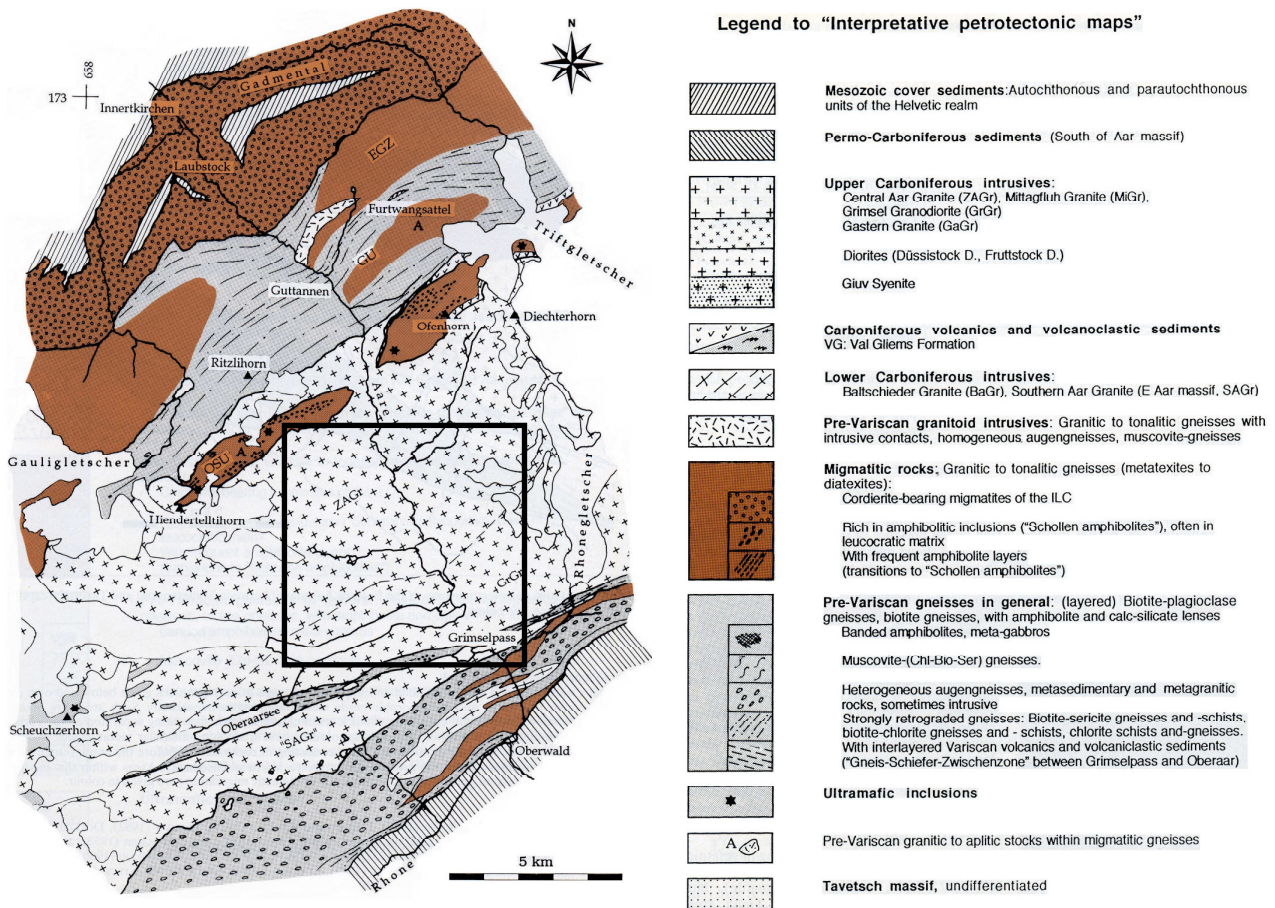 N
658
173
Gadmental
Innertkirchen
Laubstock
EGZ
Furtwangsattel
A
GU
Triftgletscher
Guttannen
Ofenhorn
Diechterhorn
Ritzlihorn
Aare
Gauligletscher
OSU
A
ZAGr
Hiendertelltihorn
Rhonegletscher
GrGr
Grimselpass
Oberaarsee
Scheuchzerhorn
"SAGr"
Oberwald
Rhone
5 km
Legend to “Interpretative petrotectonic maps”
Mesozoic cover sediments:Autochthonous and parautochthonous
units of the Helvetic realm
Permo-Carboniferous sediments (South of Aar massif)
Upper Carboniferous intrusives:
Central Aar Granite (ZAGr), Mittagfluh Granite (MiGr),
Grimsel Granodiorite (GrGr)
Gastern Granite (GaGr)
Diorites (Düssistock D., Fruttstock D.)
Giuv Syenite
Carboniferous volcanics and volcanoclastic sediments
VG: Val Gliems Formation
Lower Carboniferous intrusives:
Baltschieder Granite (BaGr), Southern Aar Granite (E Aar massif, SAGr)
Pre-Variscan granitoid intrusives: Granitic to tonalitic gneisses with
intrusive contacts, homogeneous augengneisses, muscovite-gneisses
Migmatitic rocks; Granitic to tonalitic gneisses (metatexites to
diatexites):
Cordierite-bearing migmatites of the ILC
Rich in amphibolitic inclusions (“Schollen amphibolites”), often in
leucocratic matrix
With frequent amphibolite layers
(transitions to “Schollen amphibolites”)
Pre-Variscan gneisses in general: (layered) Biotite-plagioclase
gneisses, biotite gneisses, with amphibolite and calc-silicate lenses
Banded amphibolites, meta-gabbros
Muscovite-(Chl-Bio-Ser) gneisses.
Heterogeneous augengneisses, metasedimentary and metagranitic
rocks, sometimes intrusive
Strongly retrograded gneisses: Biotite-sericite gneisses and -schists,
biotite-chlorite gneisses and - schists, chlorite schists and-gneisses.
With interlayered Variscan volcanics and volcaniclastic sediments
(“Gneis-Schiefer-Zwischenzone” between Grimselpass and Oberaar)
Ultramafic inclusions
A
Pre-Variscan granitic to aplitic stocks within migmatitic gneisses
Tavetsch massif, undifferentiated